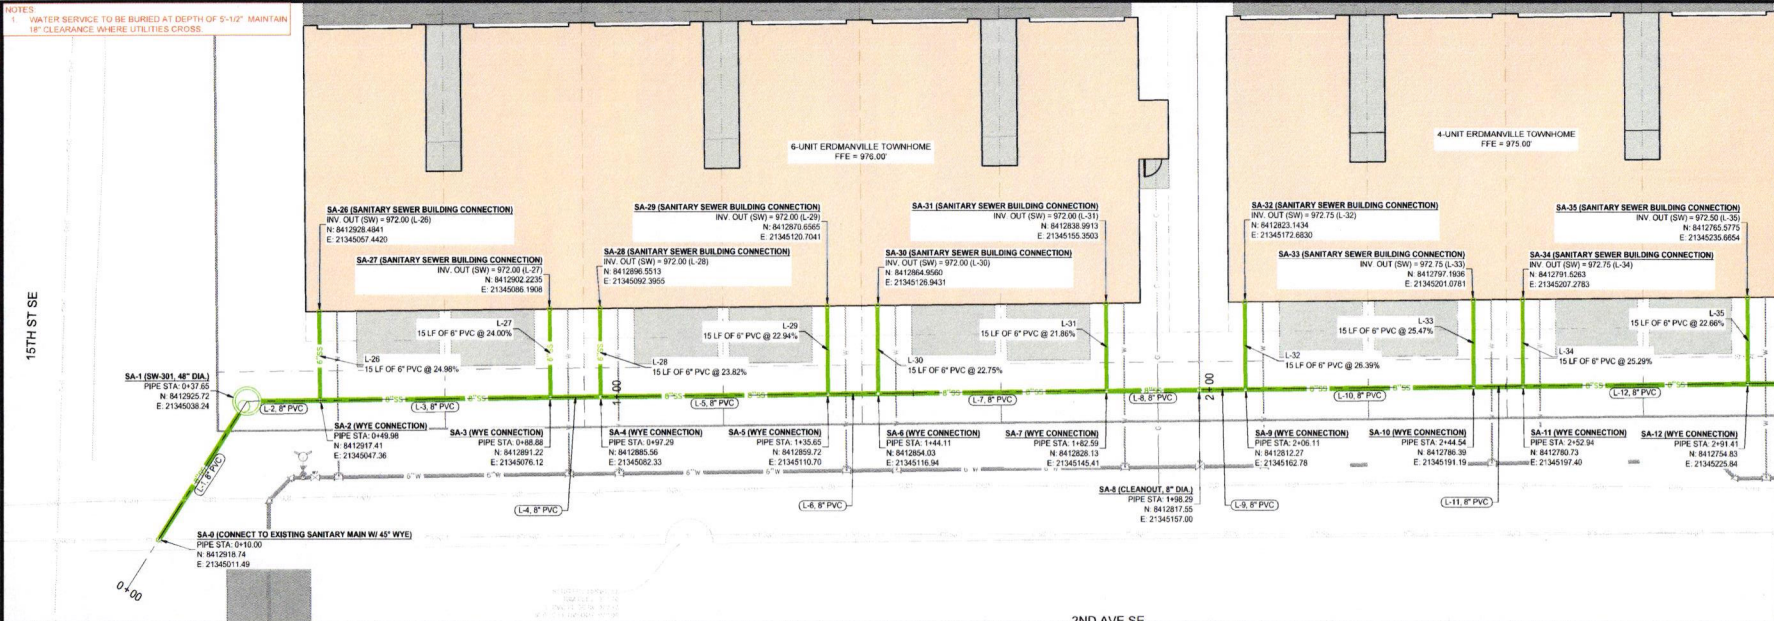 NOTES
1 WATER SERVICE TO BE BURIED AT DEPTH OF 5'-1/2" MAINTAIN
18" CLEARANCE WHERE UTILITIES CROSS.
6-UNIT ERDMANVILLE TOWNHOME
FFE = 976.00'
4-UNIT ERDMANVILLE TOWNHOME
FFE = 975.00'
SA-26 (SANITARY SEWER BUILDING CONNECTION)
INV. OUT (SW) = 972.00 (L-26)
N: 8412928.4841
E: 21345057.4420
SA-27 (SANITARY SEWER BUILDING CONNECTION)
INV. OUT (SW) = 972.00 (L-27)
N: 8412902.2235
E: 21345086.1908
SA-29 (SANITARY SEWER BUILDING CONNECTION)
INV. OUT (SW) = 972.00 (L-29)
N: 8412870.6565
E: 21345120.7041
SA-28 (SANITARY SEWER BUILDING CONNECTION)
INV. OUT (SW) = 972.00 (L-28)
N: 8412896.5513
E: 21345092.3955
SA-31 (SANITARY SEWER BUILDING CONNECTION)
INV. OUT (SW) = 972.00 (L-31)
N: 8412838.9913
E: 21345155.3503
SA-30 (SANITARY SEWER BUILDING CONNECTION)
INV. OUT (SW) = 972.00 (L-30)
N: 8412864.9560
E: 21345126.9431
SA-32 (SANITARY SEWER BUILDING CONNECTION)
INV. OUT (SW) = 972.75 (L-32)
N: 8412823.1434
E: 21345172.6830
SA-33 (SANITARY SEWER BUILDING CONNECTION)
INV. OUT (SW) = 972.75 (L-33)
N: 8412797.1936
E: 21345201.0781
SA-35 (SANITARY SEWER BUILDING CONNECTION)
INV. OUT (SW) = 972.50 (L-35)
N: 8412765.5775
E: 21345235.6654
SA-34 (SANITARY SEWER BUILDING CONNECTION)
INV. OUT (SW) = 972.75 (L-34)
N: 8412791.5263
E: 21345207.2783
15TH ST SE
L-26
15 LF OF 6" PVC @ 24.98%
L-27
15 LF OF 6" PVC @ 24.00%
L-28
15 LF OF 6" PVC @ 23.82%
L-29
15 LF OF 6" PVC @ 22.94%
L-30
15 LF OF 6" PVC @ 22.75%
L-31
15 LF OF 6" PVC @ 21.86%
L-32
15 LF OF 6" PVC @ 26.39%
L-33
15 LF OF 6" PVC @ 25.47%
L-34
15 LF OF 6" PVC @ 25.29%
L-35
15 LF OF 6" PVC @ 22.66%
SA-1 (SW-301, 48" DIA.)
PIPE STA: 0+37.65
N: 8412925.72
E: 21345038.24
L-2, 8" PVC
L-3, 8" PVC
1+00
L-5, 8" PVC
L-7, 8" PVC
L-8, 8" PVC
2+00
L-10, 8" PVC
L-12, 8" PVC
8"SS
8"SS
8"SS
8"SS
8"SS
8"SS
8"SS
8"SS
8"SS
8"SS
SA-2 (WYE CONNECTION)
PIPE STA: 0+49.98
N: 8412917.41
E: 21345047.36
SA-3 (WYE CONNECTION)
PIPE STA: 0+88.88
N: 8412891.22
E: 21345076.12
SA-4 (WYE CONNECTION)
PIPE STA: 0+97.29
N: 8412885.56
E: 21345082.33
SA-5 (WYE CONNECTION)
PIPE STA: 1+35.65
N: 8412859.72
E: 21345110.70
SA-6 (WYE CONNECTION)
PIPE STA: 1+44.11
N: 8412854.03
E: 21345116.94
SA-7 (WYE CONNECTION)
PIPE STA: 1+82.59
N: 8412828.13
E: 21345145.41
SA-9 (WYE CONNECTION)
PIPE STA: 2+06.11
N: 8412812.27
E: 21345162.78
SA-10 (WYE CONNECTION)
PIPE STA: 2+44.54
N: 8412786.39
E: 21345191.19
SA-11 (WYE CONNECTION)
PIPE STA: 2+52.94
N: 8412780.73
E: 21345197.40
SA-12 (WYE CONNECTION)
PIPE STA: 2+91.41
N: 8412754.83
E: 21345225.84
L-1, 8" PVC
6"W
6"W
6"W
6"W
SA-8 (CLEANOUT, 8" DIA.)
PIPE STA: 1+98.29
N: 8412817.55
E: 21345157.00
L-4, 8" PVC
L-6, 8" PVC
L-9, 8" PVC
L-11, 8" PVC
SA-0 (CONNECT TO EXISTING SANITARY MAIN W/ 45° WYE)
PIPE STA: 0+10.00
N: 8412918.74
E: 21345011.49
0+00
2ND AVE SE